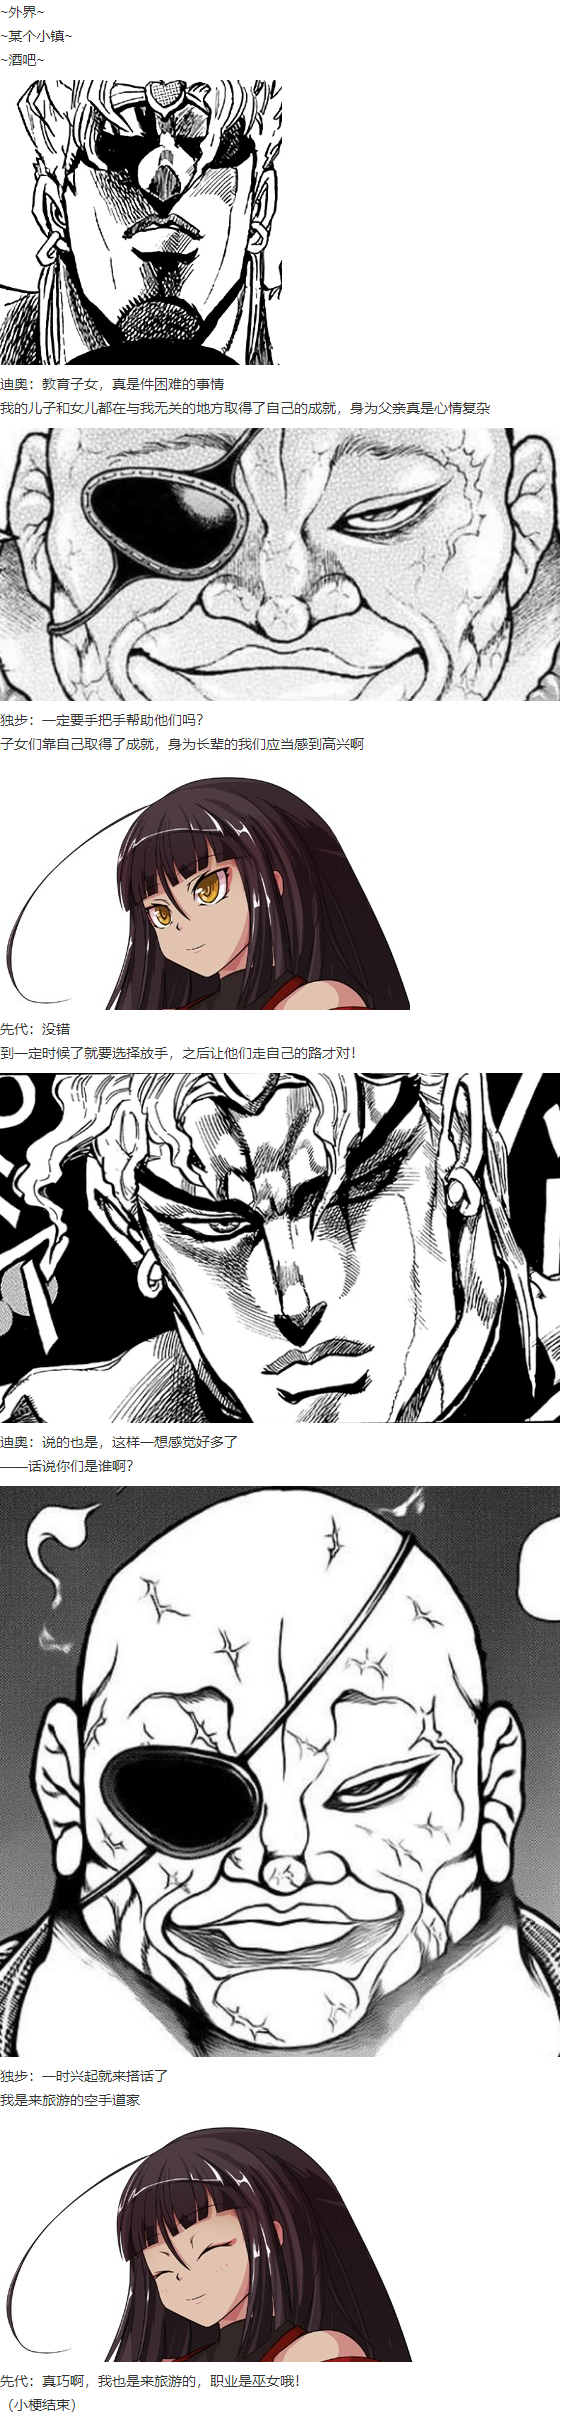 ~外界~
~某个小镇~
~酒吧~
迪奥：教育子女，真是件困难的事情
我的儿子和女儿都在与我无关的地方取得了自己的成就，身为父亲真是心情复杂
独步：一定要手把手帮助他们吗？
子女们靠自己取得了成就，身为长辈的我们应当感到高兴啊
先代：没错
到一定时候了就要选择放手，之后让他们走自己的路才对！
迪奥：说的也是，这样一想感觉好多了
——话说你们是谁啊？
独步：一时兴起就来搭话了
我是来旅游的空手道家
先代：真巧啊，我也是来旅游的，职业是巫女哦！
（小梗结束）